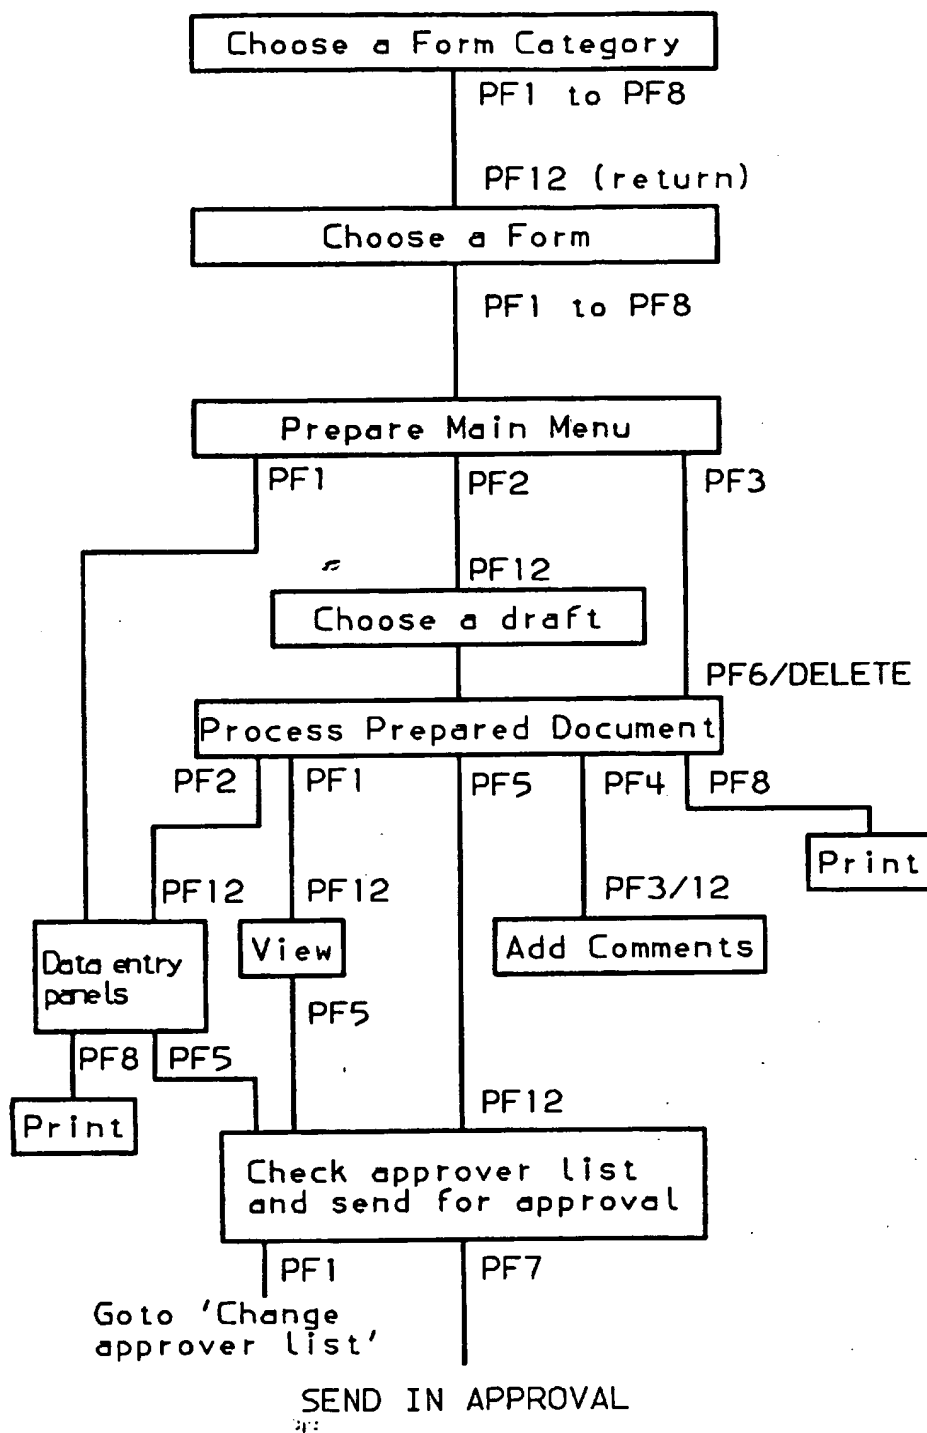 Choose a Form Category
PF1 to PF8
PF12 (return)
Choose a Form
PF1 to PF8
Prepare Main Menu
PF1
PF2
PF3
PF12
Choose a draft
PF6/DELETE
Process Prepared Document
PF2
PF1
PF5
PF4
PF8
Print
PF12
PF12
PF3/12
Data entry
panels
View
Add Comments
PF5
PF8
PF5
Print
PF12
Check approver list
and send for approval
PF1
PF7
Goto 'Change
approver list'
SEND IN APPROVAL